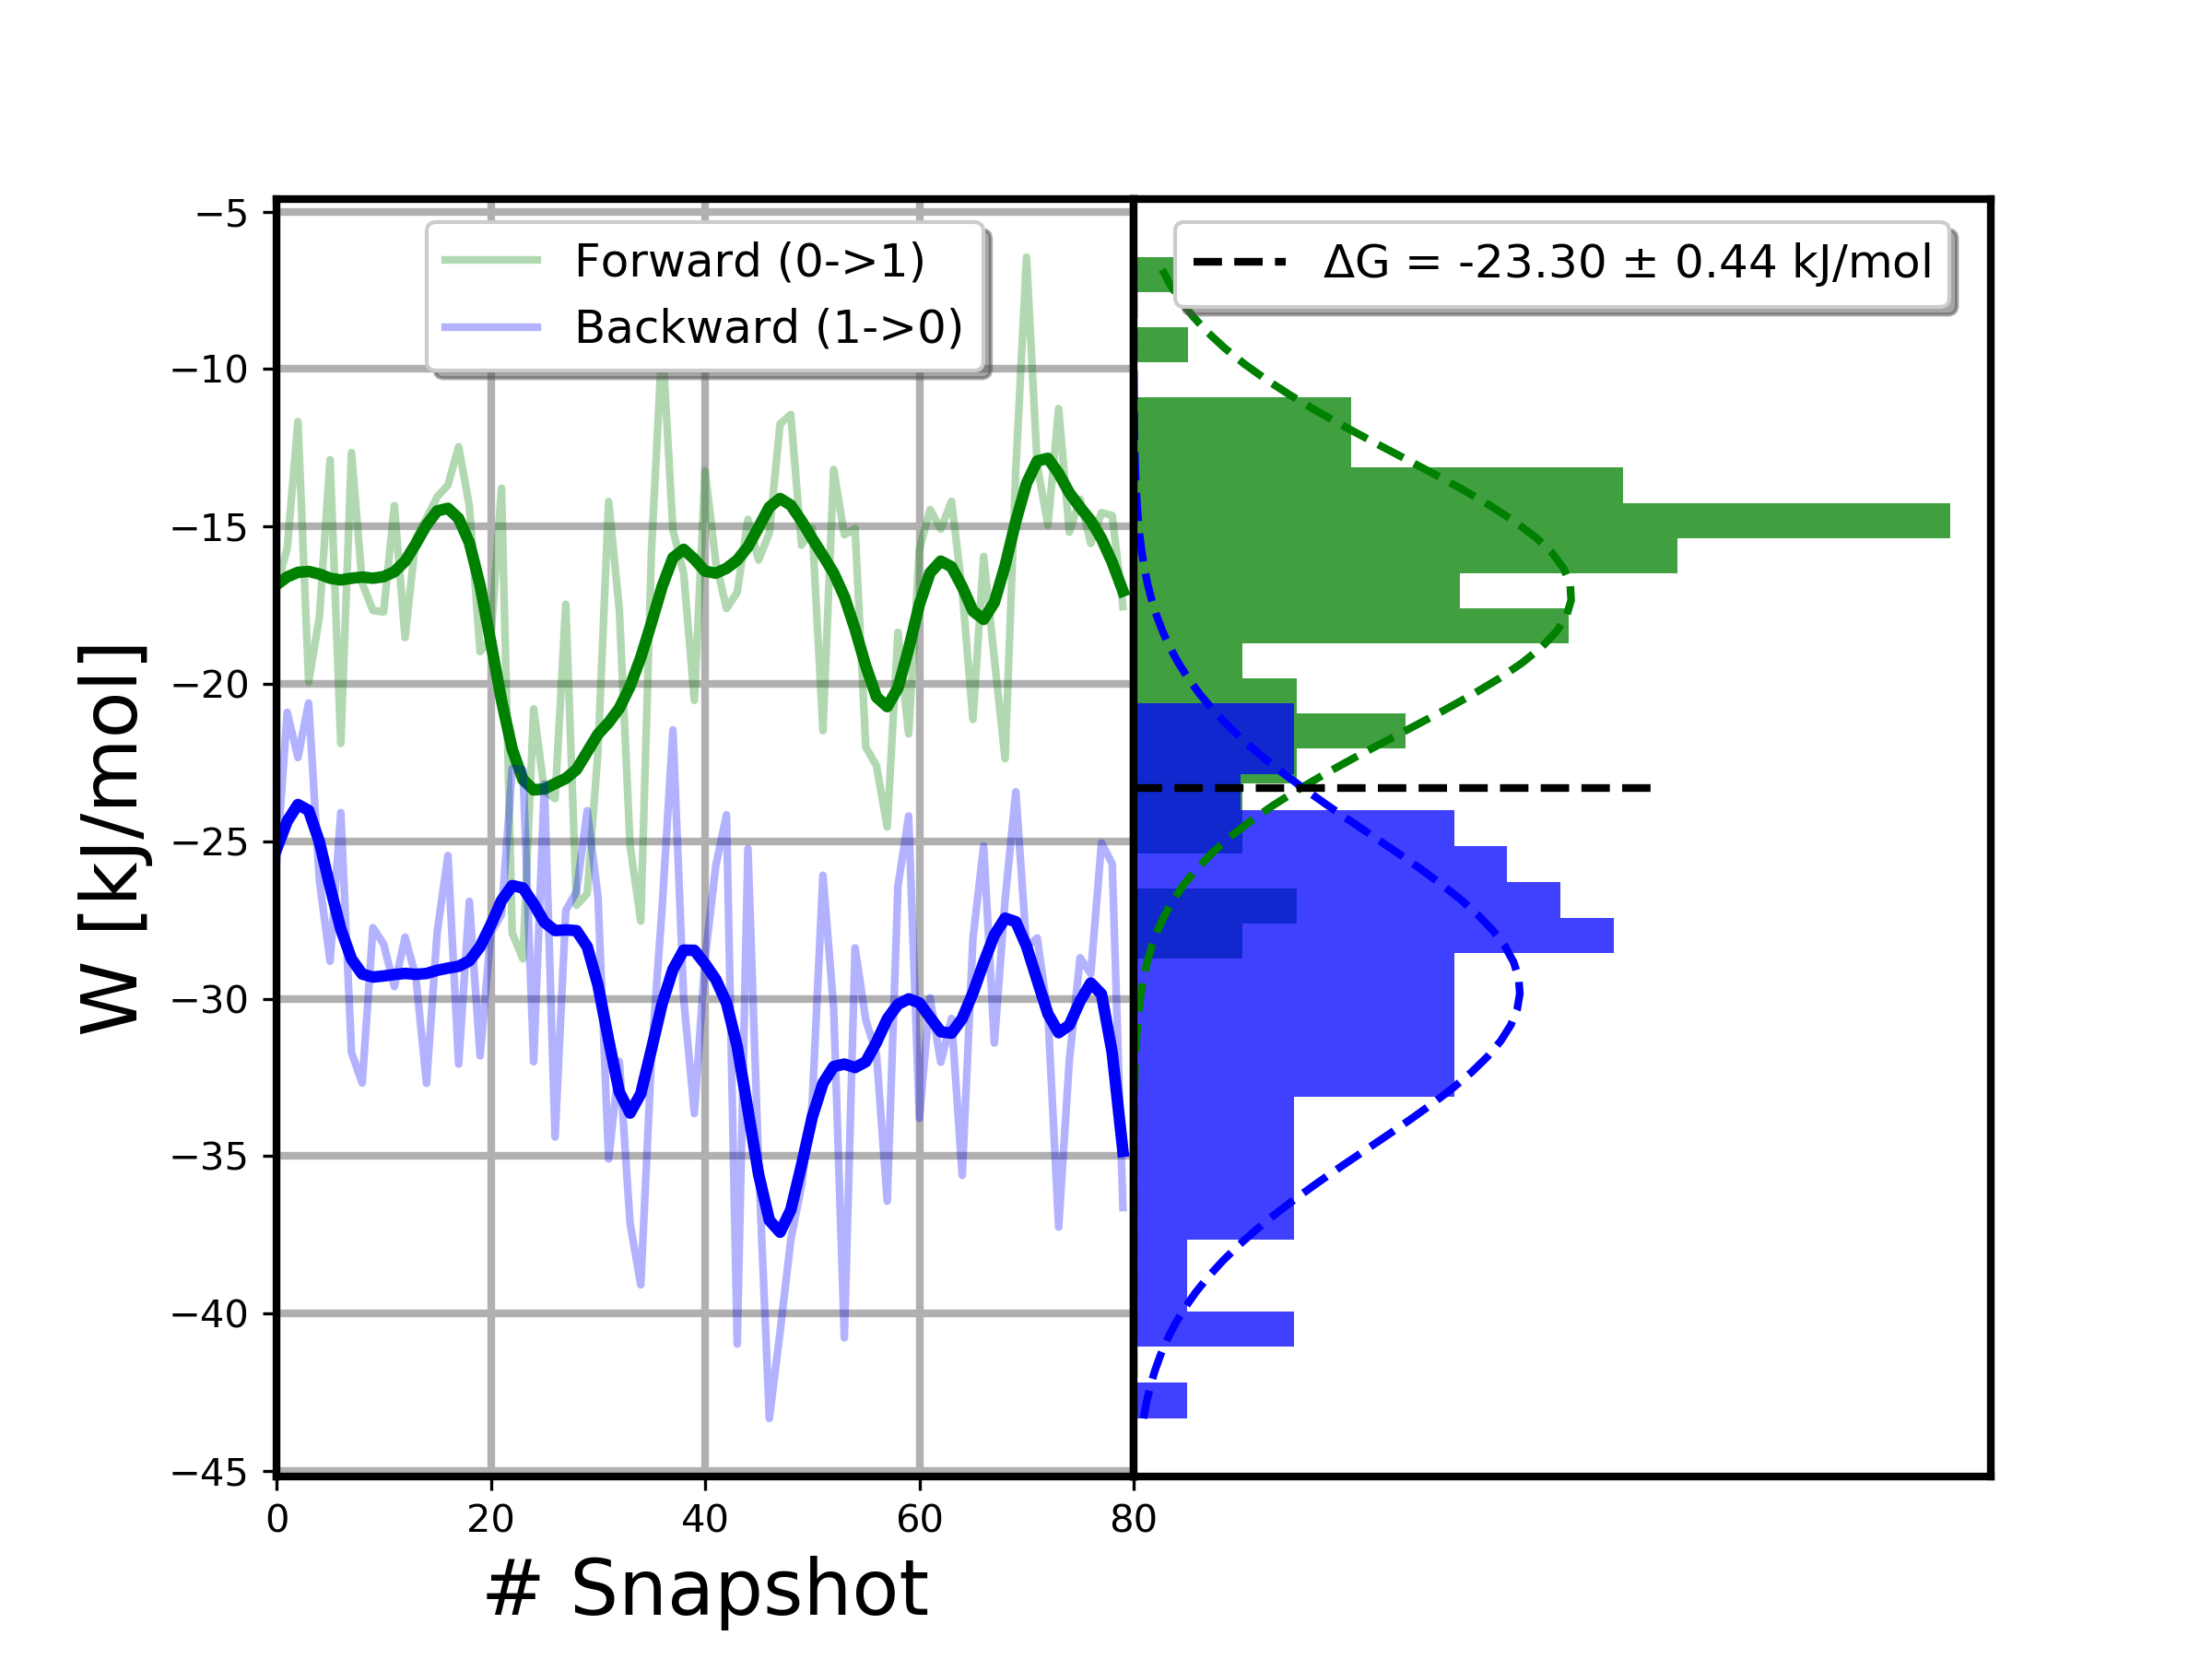 −5
−10
−15
−20
−25
−30
−35
−40
−45
W [kJ/mol]
0
20
40
60
80
# Snapshot
Forward (0->1)
Backward (1->0)
ΔG = -23.30 ± 0.44 kJ/mol